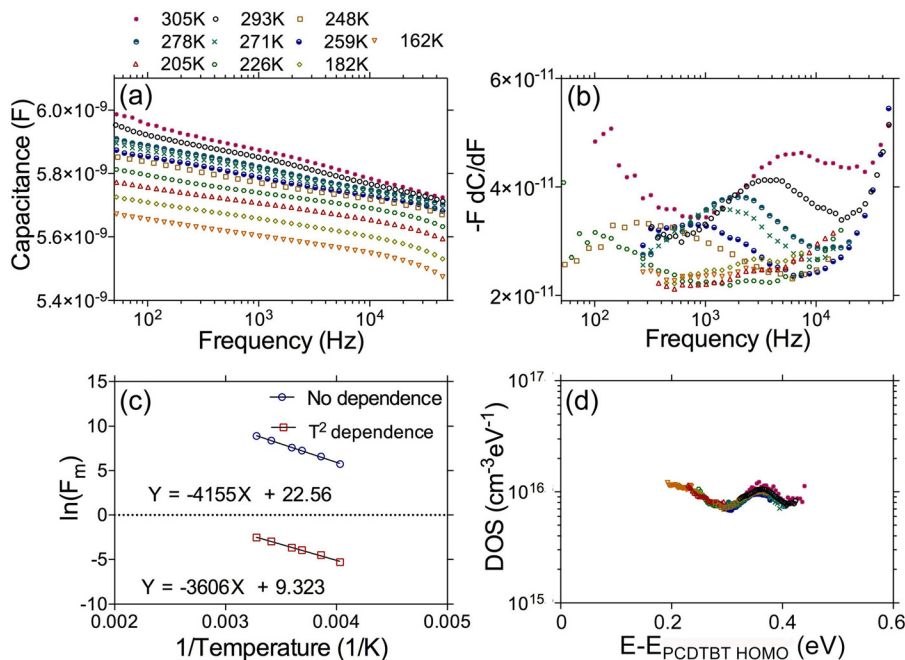 305K 293K 248K
278K 271K 259K 162K
205K 226K 182K
(a)
6.0×10⁻⁹
5.8×10⁻⁹
5.6×10⁻⁹
5.4×10⁻⁹
Capacitance (F)
10² 10³ 10⁴
Frequency (Hz)
(b)
6×10⁻¹¹
4×10⁻¹¹
2×10⁻¹¹
-F dC/dF
10² 10³ 10⁴
Frequency (Hz)
(c)
No dependence
T² dependence
15
10
5
0
-5
-10
ln(Fₘ)
Y = -4155X + 22.56
Y = -3606X + 9.323
0.002 0.003 0.004 0.005
1/Temperature (1/K)
(d)
10¹⁷
10¹⁶
10¹⁵
DOS (cm⁻³eV⁻¹)
0.0 0.2 0.4 0.6
E-E_PCDTBT HOMO (eV)